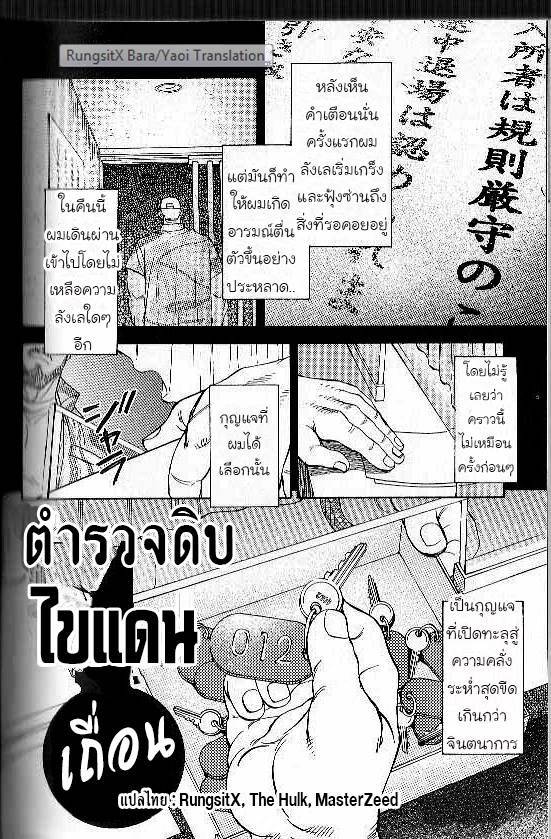 RungsitX Bara/Yaoi Translation
入所者は規則厳守のこ
途中退場は認め
หลังเห็น
คำเตือนนั่น
ครั้งแรกผม
ลังเลเริ่มเกร็ง
และฟุ้งซ่านถึง
สิ่งที่รอคอยอยู่
แต่มันก็ทำ
ให้ผมเกิด
อารมณ์ตื่น
ตัวขึ้นอย่าง
ประหลาด..
ในคืนนี้
ผมเดินผ่าน
เข้าไปโดยไม่
เหลือความ
ลังเลใดๆ
อีก
โดยไม่รู้
เลยว่า
คราวนี้
ไม่เหมือน
ครั้งก่อนๆ
กุญแจที่
ผมได้
เลือกนั้น
ジャラ
ตำรวจดิบ
ไขแดน
เถื่อน
012
เป็นกุญแจ
ที่เปิดทะลุสู่
ความคลั่ง
ระห่ำสุดขีด
เกินกว่า
จินตนาการ
แปลไทย : RungsitX, The Hulk, MasterZeed